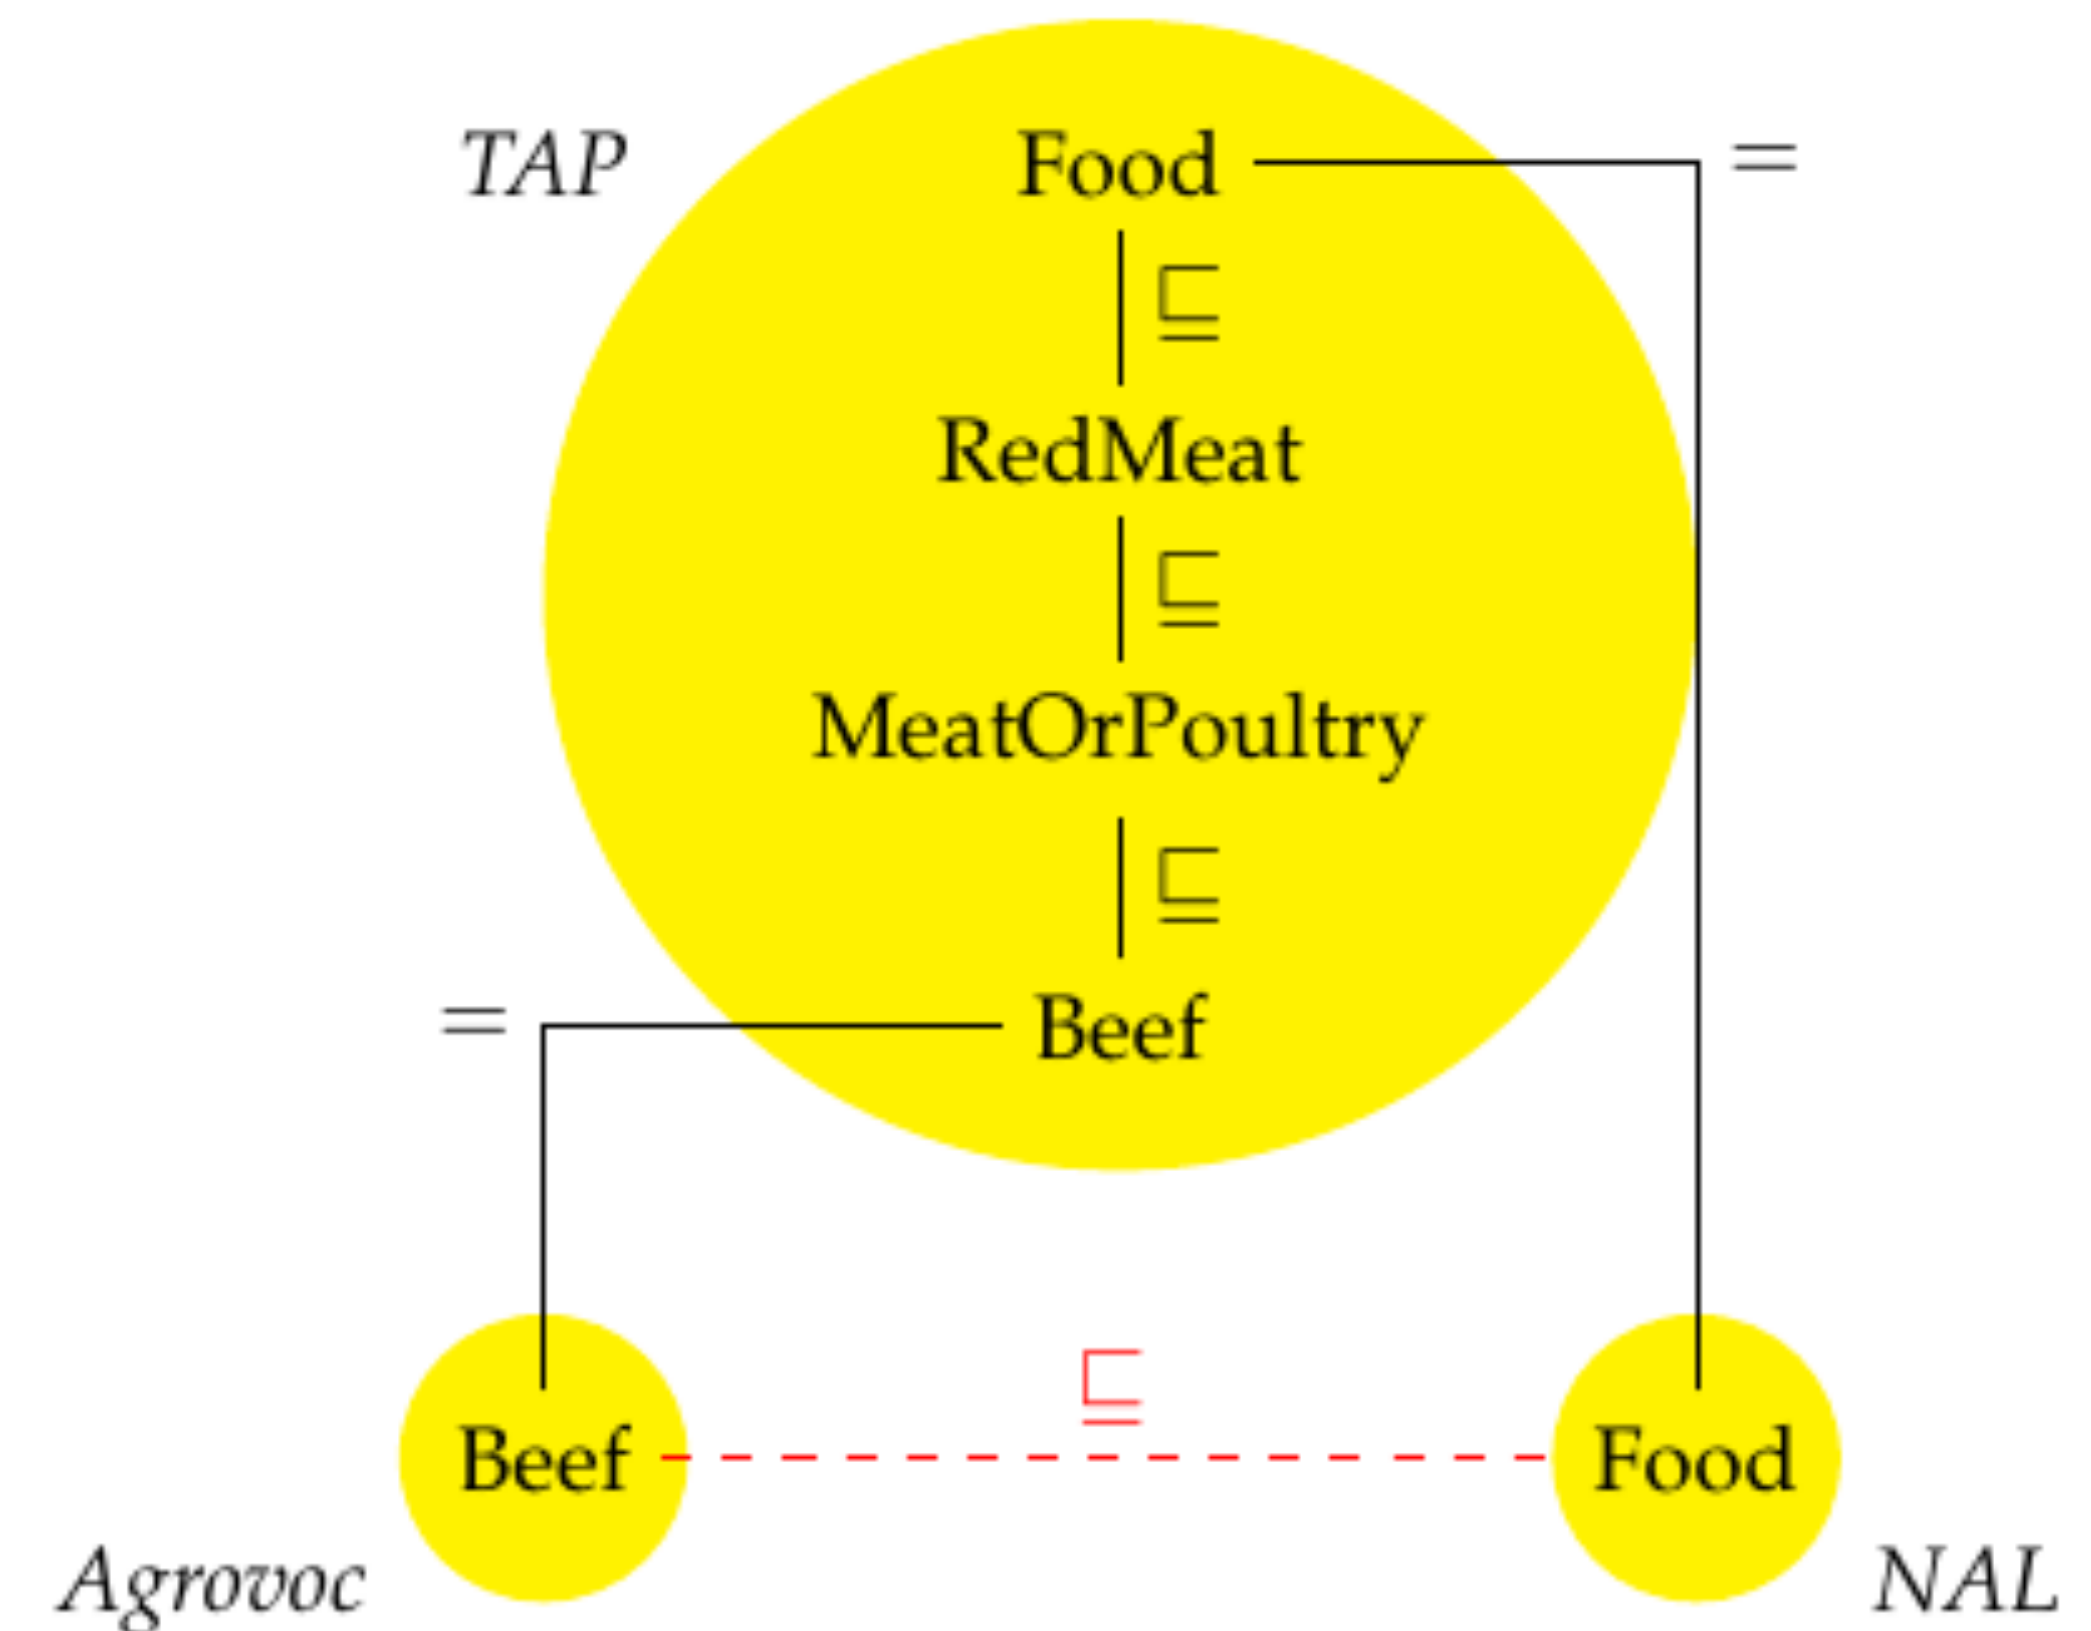 TAP Food =
⊑
RedMeat
⊑
MeatOrPoultry
⊑
= Beef
⊑
Beef Food
Agrovoc NAL